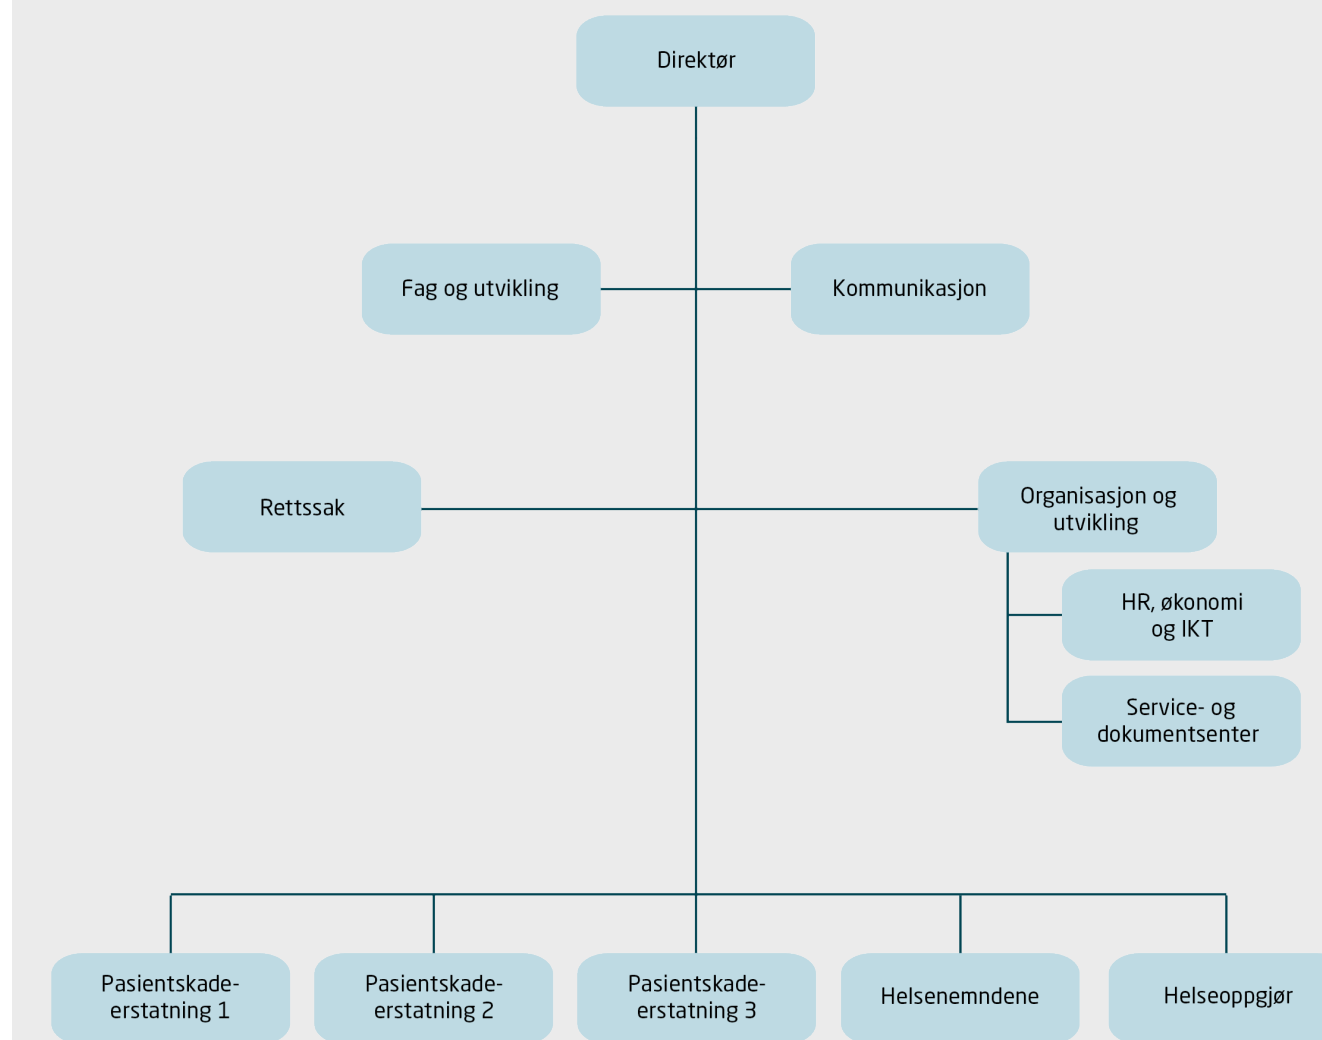 Direktør
Fag og utvikling
Kommunikasjon
Rettssak
Organisasjon og
utvikling
HR, økonomi
og IKT
Service- og
dokumentsenter
Pasientskade-
erstatning 1
Pasientskade-
erstatning 2
Pasientskade-
erstatning 3
Helsenemndene
Helseoppgjør